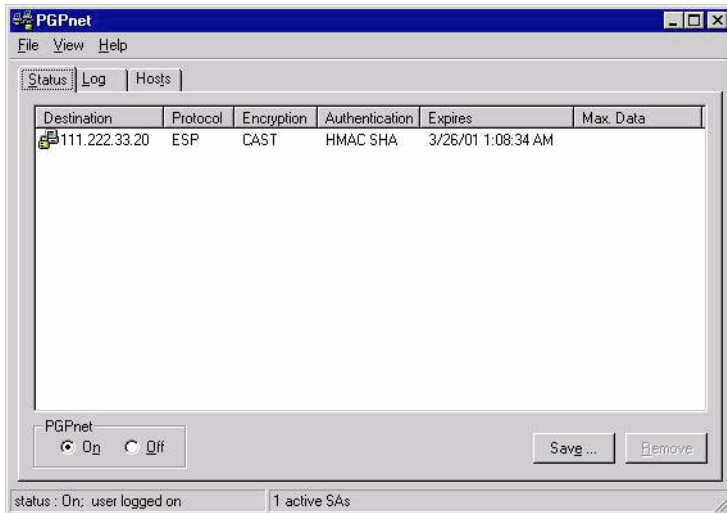 PGPnet
File View Help
Status Log Hosts
Destination Protocol Encryption Authentication Expires Max. Data
111.222.33.20 ESP CAST HMAC SHA 3/26/01 1:08:34 AM
PGPnet
On Off
Save ... Remove
status : On; user logged on 1 active SAs